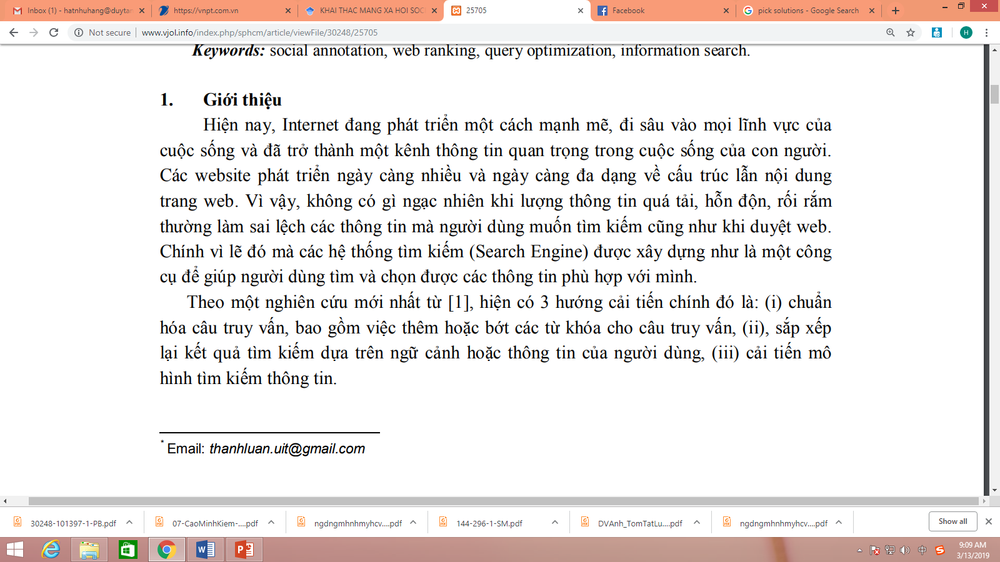 Inbox (1) - hatnhuhang@duytan
https://vnpt.com.vn
KHAI THAC MANG XA HOI SOC
25705
Facebook
pick solutions - Google Search
Not secure | www.vjol.info/index.php/sphcm/article/viewFile/30248/25705
H
Keywords: social annotation, web ranking, query optimization, information search.
1. Giới thiệu
Hiện nay, Internet đang phát triển một cách mạnh mẽ, đi sâu vào mọi lĩnh vực của
cuộc sống và đã trở thành một kênh thông tin quan trọng trong cuộc sống của con người.
Các website phát triển ngày càng nhiều và ngày càng đa dạng về cấu trúc lẫn nội dung
trang web. Vì vậy, không có gì ngạc nhiên khi lượng thông tin quá tải, hỗn độn, rối rắm
thường làm sai lệch các thông tin mà người dùng muốn tìm kiếm cũng như khi duyệt web.
Chính vì lẽ đó mà các hệ thống tìm kiếm (Search Engine) được xây dựng như là một công
cụ để giúp người dùng tìm và chọn được các thông tin phù hợp với mình.
Theo một nghiên cứu mới nhất từ [1], hiện có 3 hướng cải tiến chính đó là: (i) chuẩn
hóa câu truy vấn, bao gồm việc thêm hoặc bớt các từ khóa cho câu truy vấn, (ii), sắp xếp
lại kết quả tìm kiếm dựa trên ngữ cảnh hoặc thông tin của người dùng, (iii) cải tiến mô
hình tìm kiếm thông tin.
* Email: thanhluan.uit@gmail.com
30248-101397-1-PB.pdf
07-CaoMinhKiem-....pdf
ngdngmhnhmyhcv....pdf
144-296-1-SM.pdf
DVAnh_TomTatLu....pdf
ngdngmhnhmyhcv....pdf
Show all
中
9:09 AM
3/13/2019